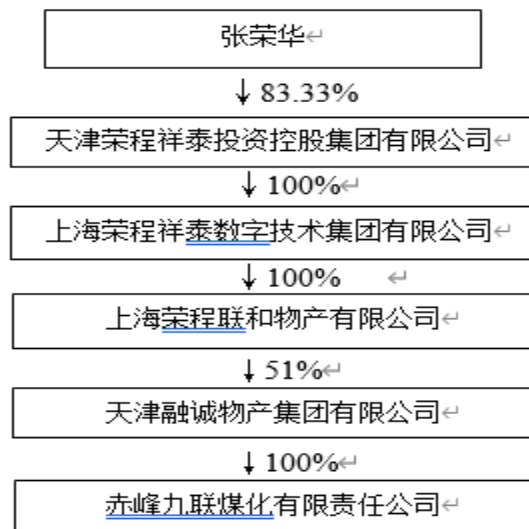 张荣华
↓ 83.33%
天津荣程祥泰投资控股集团有限公司
↓ 100%
上海荣程祥泰数字技术集团有限公司
↓ 100%
上海荣程联和物产有限公司
↓ 51%
天津融诚物产集团有限公司
↓ 100%
赤峰九联煤化有限责任公司